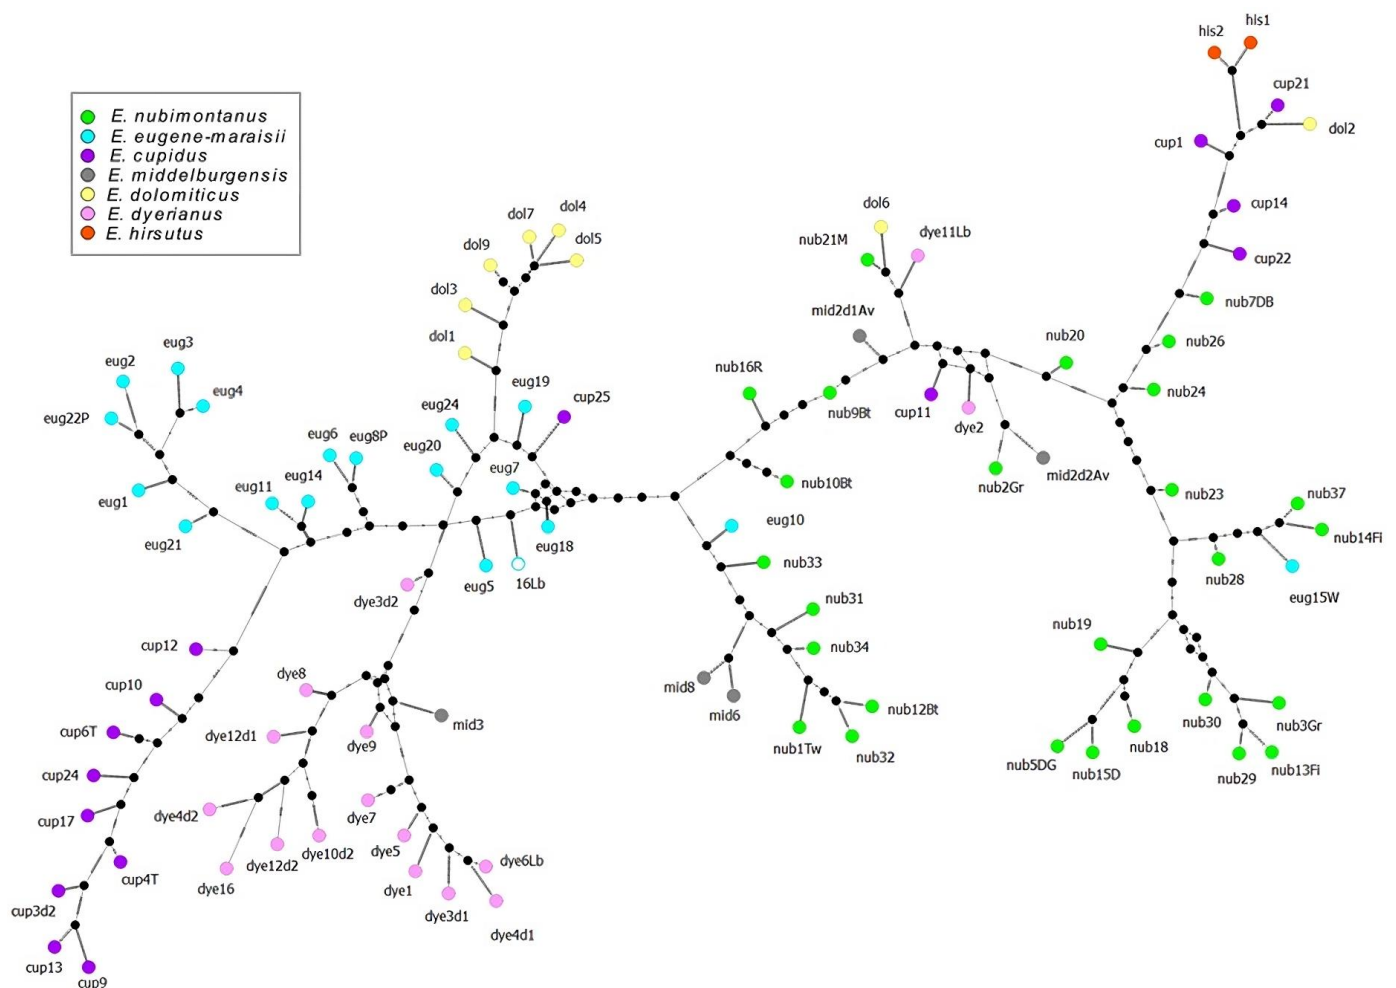 his1
his2
cup21
dol2
cup1
E. nubimontanus
E. eugene-maraisii
E. cupidus
E. middelburgensis
E. dolomiticus
E. dyerianus
E. hirsutus
cup14
cup22
dol7
dol4
dol6
dye11Lb
dol9
dol5
nub21M
dol3
nub7DB
mid2d1Av
nub20
nub26
dol1
eug3
eug2
eug19
nub16R
nub24
eug22P
eug4
eug24
cup25
nub9Bt
cup11
dye2
eug6
eug8P
eug20
eug7
nub2Gr
mid2d2Av
eug11
eug14
nub10Bt
nub23
nub37
eug1
eug21
eug18
eug10
nub14Fi
eug5
16Lb
nub33
nub28
eug15W
dye3d2
nub31
nub19
cup12
nub34
dye8
mid8
mid6
cup10
mid3
nub12Bt
nub30
nub3Gr
cup6T
dye12d1
dye9
nub1Tw
nub32
nub18
nub5DG
nub15D
nub29
nub13Fi
cup24
dye4d2
dye7
cup17
dye5
dye10d2
dye12d2
dye16
cup4T
dye1
dye6Lb
cup3d2
dye3d1
dye4d1
cup13
cup9